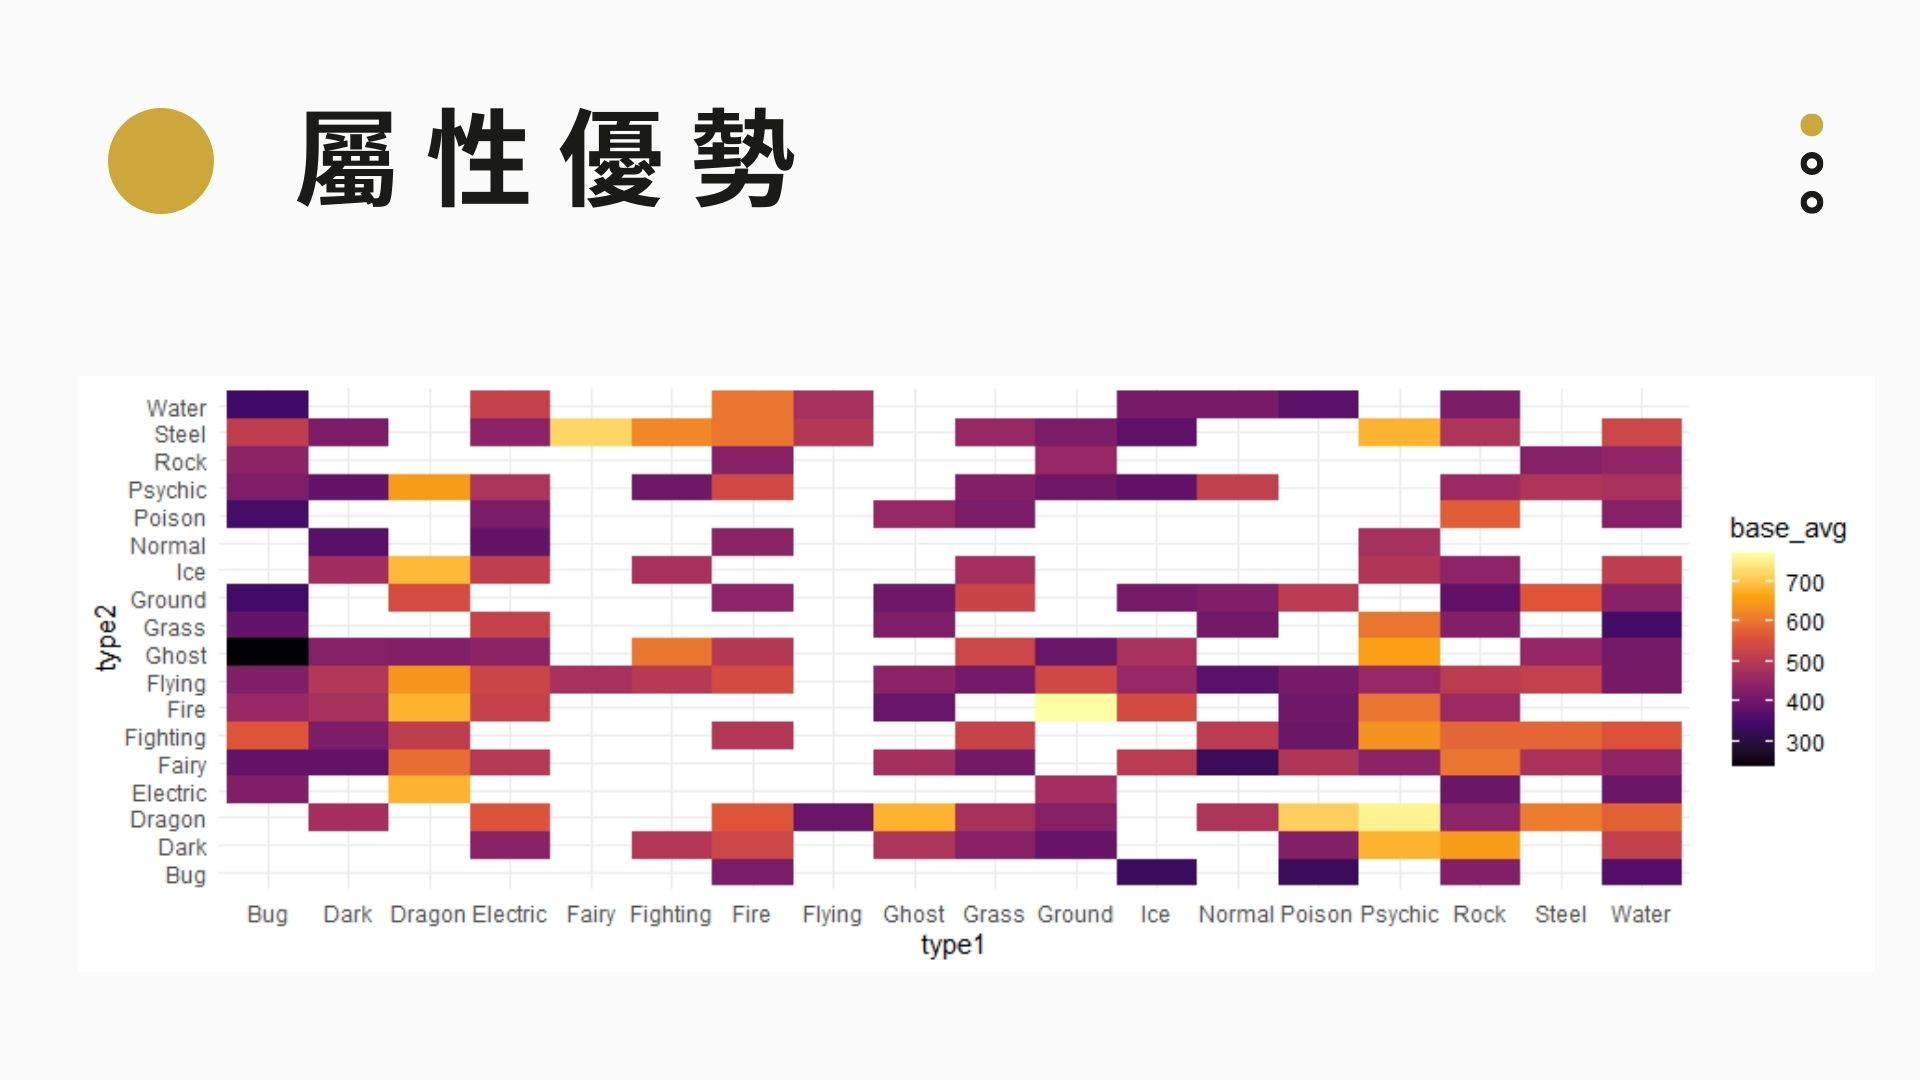 屬性優勢
Water
Steel
Rock
Psychic
Poison
Normal
Ice
Ground
Grass
Ghost
Flying
Fire
Fighting
Fairy
Electric
Dragon
Dark
Bug
type2
Bug Dark Dragon Electric Fairy Fighting Fire Flying Ghost Grass Ground Ice Normal Poison Psychic Rock Steel Water
type1
base_avg
700
600
500
400
300